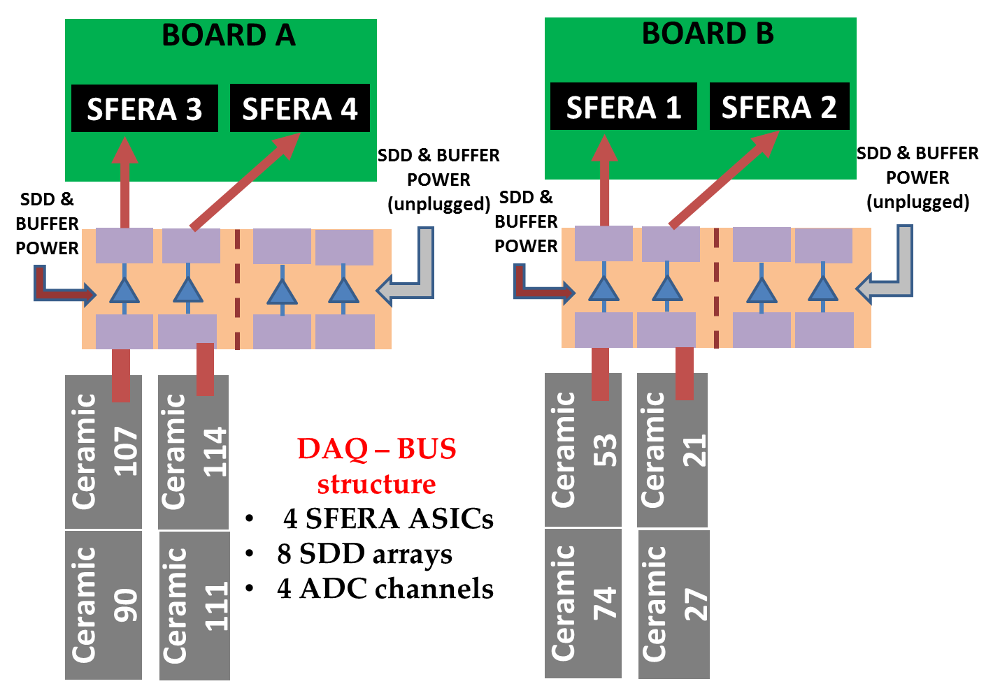 BOARD A
SFERA 3
SFERA 4
SDD & BUFFER
POWER
(unplugged)
SDD &
BUFFER
POWER
Ceramic
107
Ceramic
114
Ceramic
90
Ceramic
111
DAQ – BUS
structure
• 4 SFERA ASICs
• 8 SDD arrays
• 4 ADC channels
BOARD B
SFERA 1
SFERA 2
SDD & BUFFER
POWER
(unplugged)
SDD &
BUFFER
POWER
Ceramic
53
Ceramic
21
Ceramic
74
Ceramic
27